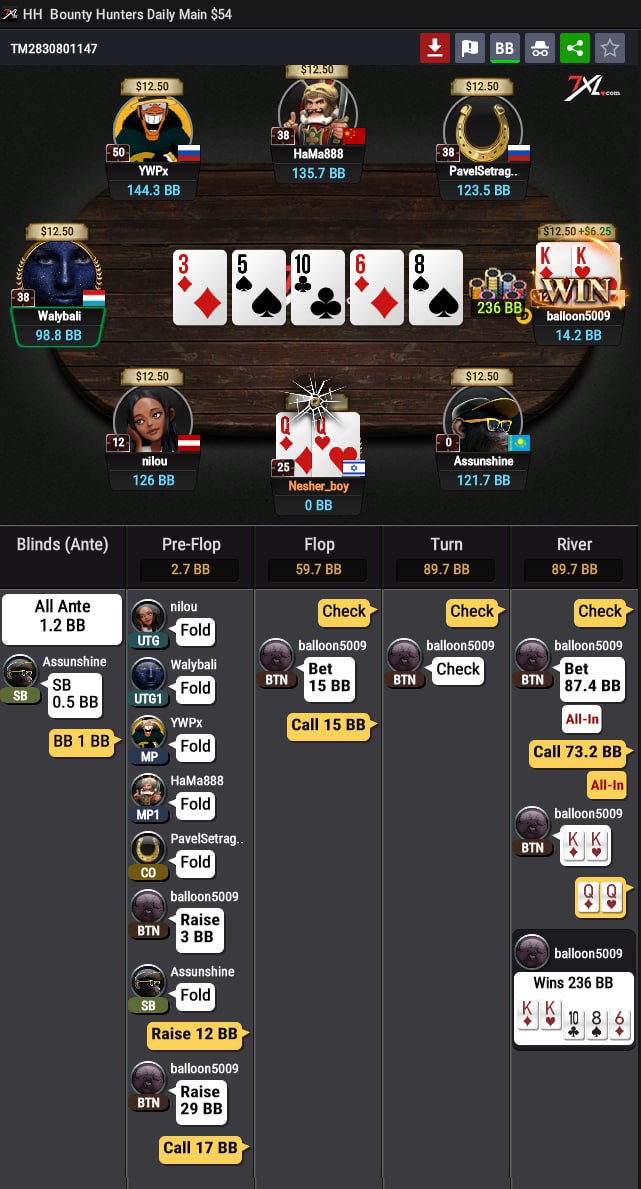 HH Bounty Hunters Daily Main $54
TM2830801147
BB
7XL.com
$12.50
50
YWPx
144.3 BB
$12.50
38
HaMa888
135.7 BB
$12.50
38
PavelSetrag..
123.5 BB
$12.50
38
Walybali
98.8 BB
3 5 10 6 8
236 BB
D
$12.50 +$6.25
K K
WIN
balloon5009
14.2 BB
$12.50
12
nilou
126 BB
Q Q
25
Nesher_boy
0 BB
$12.50
0
Assunshine
121.7 BB
Blinds (Ante)
All Ante
1.2 BB
Assunshine
SB
SB
0.5 BB
BB 1 BB
Pre-Flop
2.7 BB
nilou
UTG
Fold
Walybali
UTG1
Fold
YWPx
MP
Fold
HaMa888
MP1
Fold
PavelSetrag..
CO
Fold
balloon5009
BTN
Raise
3 BB
Assunshine
SB
Fold
Raise 12 BB
balloon5009
BTN
Raise
29 BB
Call 17 BB
Flop
59.7 BB
Check
balloon5009
BTN
Bet
15 BB
Call 15 BB
Turn
89.7 BB
Check
balloon5009
BTN
Check
River
89.7 BB
Check
balloon5009
BTN
Bet
87.4 BB
All-In
Call 73.2 BB
All-In
balloon5009
BTN
K K
Q Q
balloon5009
Wins 236 BB
K K 10 8 6